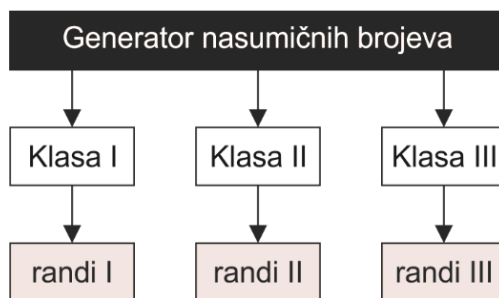 Generator nasumičnih brojeva
Klasa I Klasa II Klasa III
randi I randi II randi III